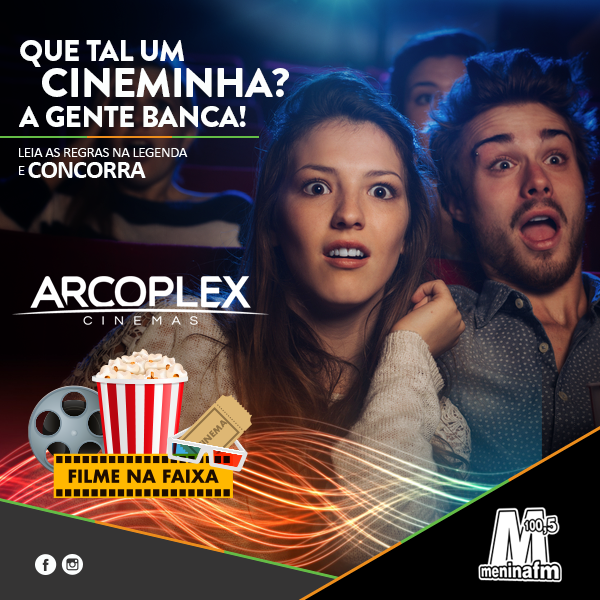 QUE TAL UM
CINEMINHA?
A GENTE BANCA!
LEIA AS REGRAS NA LEGENDA
E CONCORRA
ARCOPLEX
CINEMAS
CINEMA
FILME NA FAIXA
M 100,5
meninafm